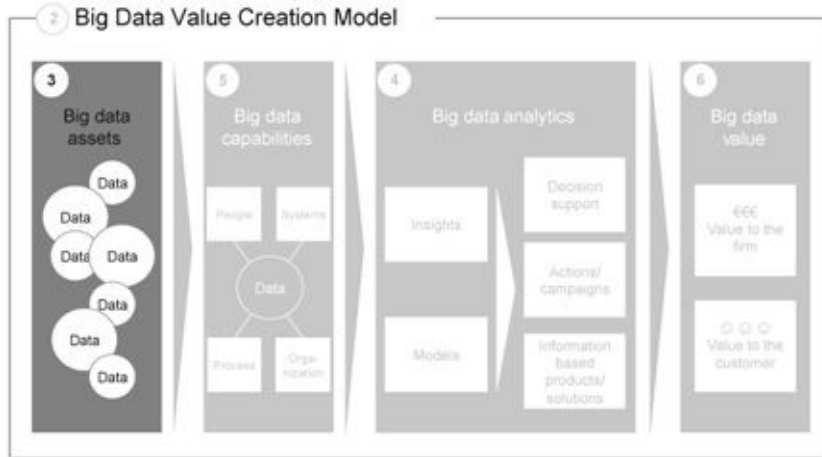 2 Big Data Value Creation Model
3
Big data
assets
Data
Data
Data
Data
Data
Data
Data
5
Big data
capabilities
People
Systems
Data
Process
Orga-
nization
4
Big data analytics
Insights
Models
Decision
support
Actions/
campaigns
Information
based
products/
solutions
6
Big data
value
€€€
Value to the
firm
☺ ☺ ☺
Value to the
customer